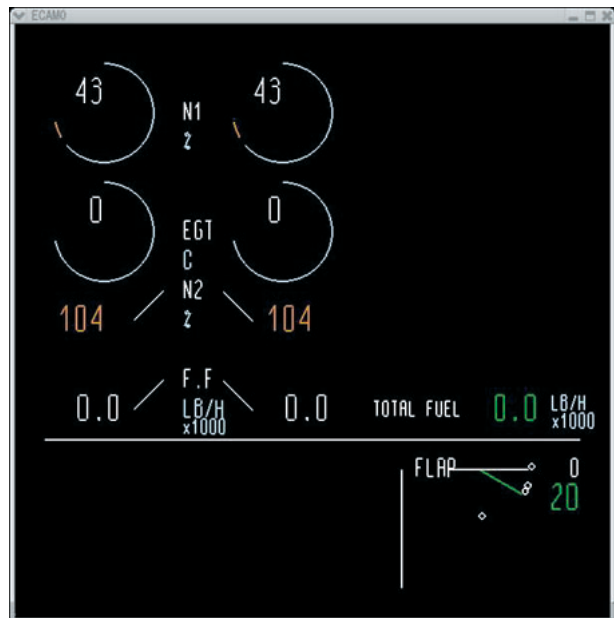 ECAM0
43 N1 43
%
0 0
EGT
C
N2
104 % 104
F.F
0.0 LB/H 0.0 TOTAL FUEL 0.0 LB/H
x1000 x1000
FLAP 0
20